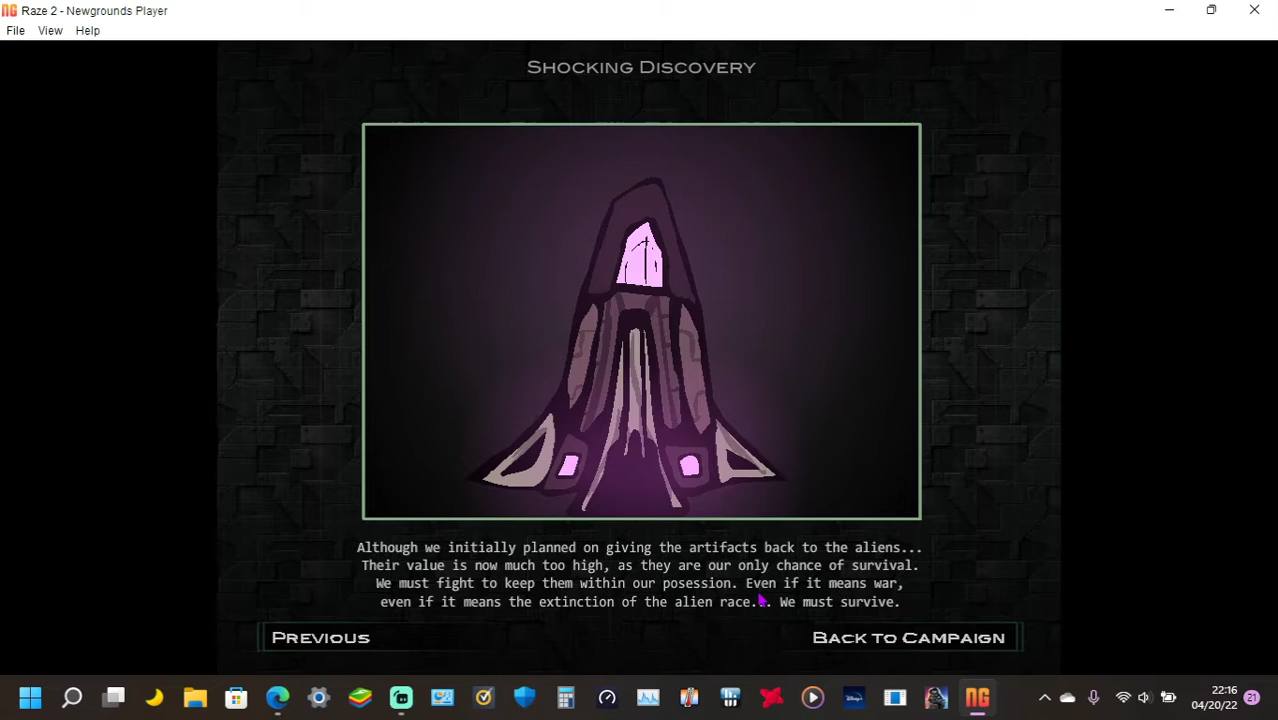 NG Raze 2 - Newgrounds Player
File View Help
SHOCKING DISCOVERY
Although we initially planned on giving the artifacts back to the aliens...
Their value is now much too high, as they are our only chance of survival.
We must fight to keep them within our posession. Even if it means war,
even if it means the extinction of the alien race... We must survive.
PREVIOUS
BACK TO CAMPAIGN
NG
22:16
04/20/22
21